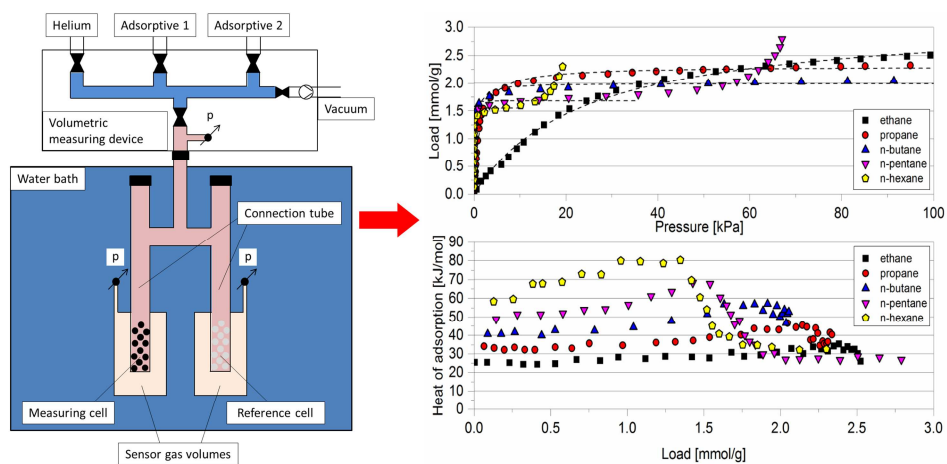 Helium
Adsorptive 1
Adsorptive 2
Vacuum
p
Volumetric
measuring device
Water bath
Connection tube
p
p
Measuring cell
Reference cell
Sensor gas volumes
Load [mmol/g]
3.0
2.5
2.0
1.5
1.0
0.5
0.0
ethane
propane
n-butane
n-pentane
n-hexane
0 20 40 60 80 100
Pressure [kPa]
Heat of adsorption [kJ/mol]
90
80
70
60
50
40
30
20
10
0
ethane
propane
n-butane
n-pentane
n-hexane
0.0 0.5 1.0 1.5 2.0 2.5 3.0
Load [mmol/g]